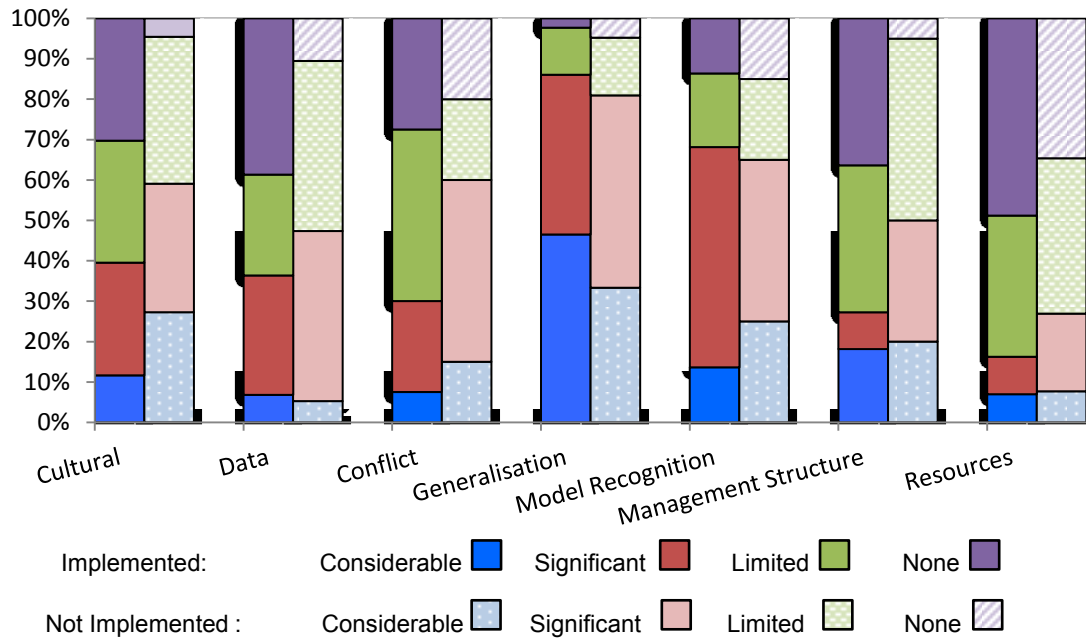 100%
90%
80%
70%
60%
50%
40%
30%
20%
10%
0%
Cultural
Data
Conflict
Generalisation
Model Recognition
Management Structure
Resources
Implemented: Considerable Significant Limited None
Not Implemented : Considerable Significant Limited None